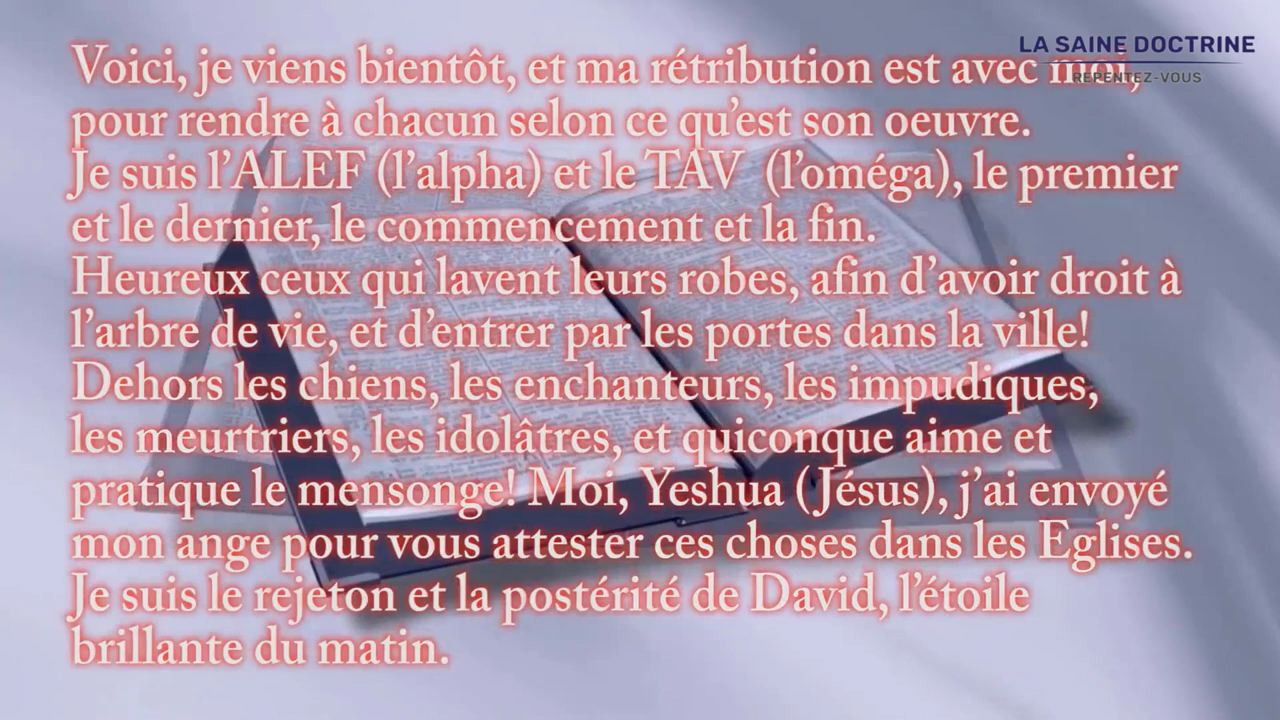 LA SAINE DOCTRINE
REPENTEZ-VOUS
Voici, je viens bientôt, et ma rétribution est avec moi,
pour rendre à chacun selon ce qu'est son oeuvre.
Je suis l'ALEF (l'alpha) et le TAV (l'oméga), le premier
et le dernier, le commencement et la fin.
Heureux ceux qui lavent leurs robes, afin d'avoir droit à
l'arbre de vie, et d'entrer par les portes dans la ville!
Dehors les chiens, les enchanteurs, les impudiques,
les meurtriers, les idolâtres, et quiconque aime et
pratique le mensonge! Moi, Yeshua (Jésus), j'ai envoyé
mon ange pour vous attester ces choses dans les Eglises.
Je suis le rejeton et la postérité de David, l'étoile
brillante du matin.